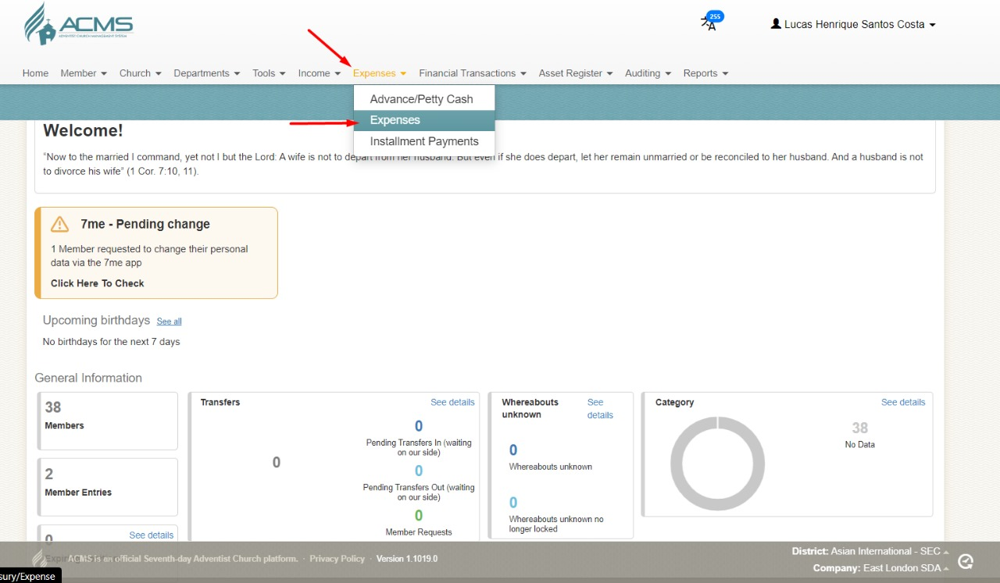 ACMS
ADVENTIST CHURCH MANAGEMENT SYSTEM
255
Lucas Henrique Santos Costa
Home Member Church Departments Tools Income Expenses Financial Transactions Asset Register Auditing Reports
Advance/Petty Cash
Expenses
Installment Payments
Welcome!
“Now to the married I command, yet not I but the Lord: A wife is not to depart from her husband. But even if she does depart, let her remain unmarried or be reconciled to her husband. And a husband is not
to divorce his wife” (1 Cor. 7:10, 11).
7me - Pending change
1 Member requested to change their personal
data via the 7me app
Click Here To Check
Upcoming birthdays See all
No birthdays for the next 7 days
General Information
38
Members
2
Member Entries
0
See details
Transfers
See details
0
0
Pending Transfers In (waiting
on our side)
0
Pending Transfers Out (waiting
on our side)
0
Member Requests
Whereabouts
unknown
See
details
0
Whereabouts unknown
0
Whereabouts unknown no
longer locked
Category
See details
38
No Data
ACMS is an official Seventh-day Adventist Church platform. · Privacy Policy · Version 1.1019.0
District: Asian International - SEC
Company: East London SDA
sury/Expense